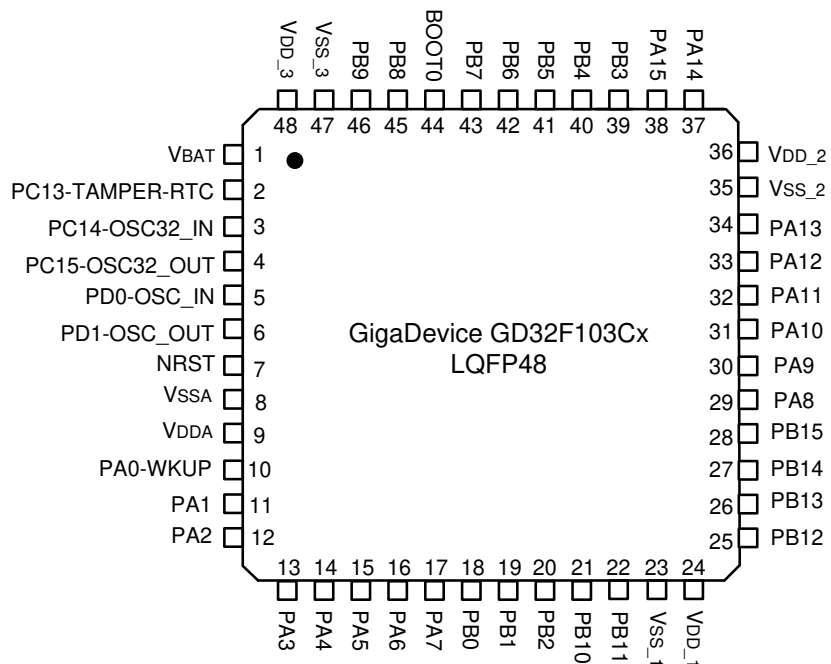 VDD_3
VSS_3
PB9
PB8
BOOT0
PB7
PB6
PB5
PB4
PB3
PA15
PA14
48 47 46 45 44 43 42 41 40 39 38 37
VBAT 1
PC13-TAMPER-RTC 2
PC14-OSC32_IN 3
PC15-OSC32_OUT 4
PD0-OSC_IN 5
PD1-OSC_OUT 6
NRST 7
VSSA 8
VDDA 9
PA0-WKUP 10
PA1 11
PA2 12
GigaDevice GD32F103Cx
LQFP48
36 VDD_2
35 VSS_2
34 PA13
33 PA12
32 PA11
31 PA10
30 PA9
29 PA8
28 PB15
27 PB14
26 PB13
25 PB12
13 14 15 16 17 18 19 20 21 22 23 24
PA3
PA4
PA5
PA6
PA7
PB0
PB1
PB2
PB10
PB11
VSS_1
VDD_1